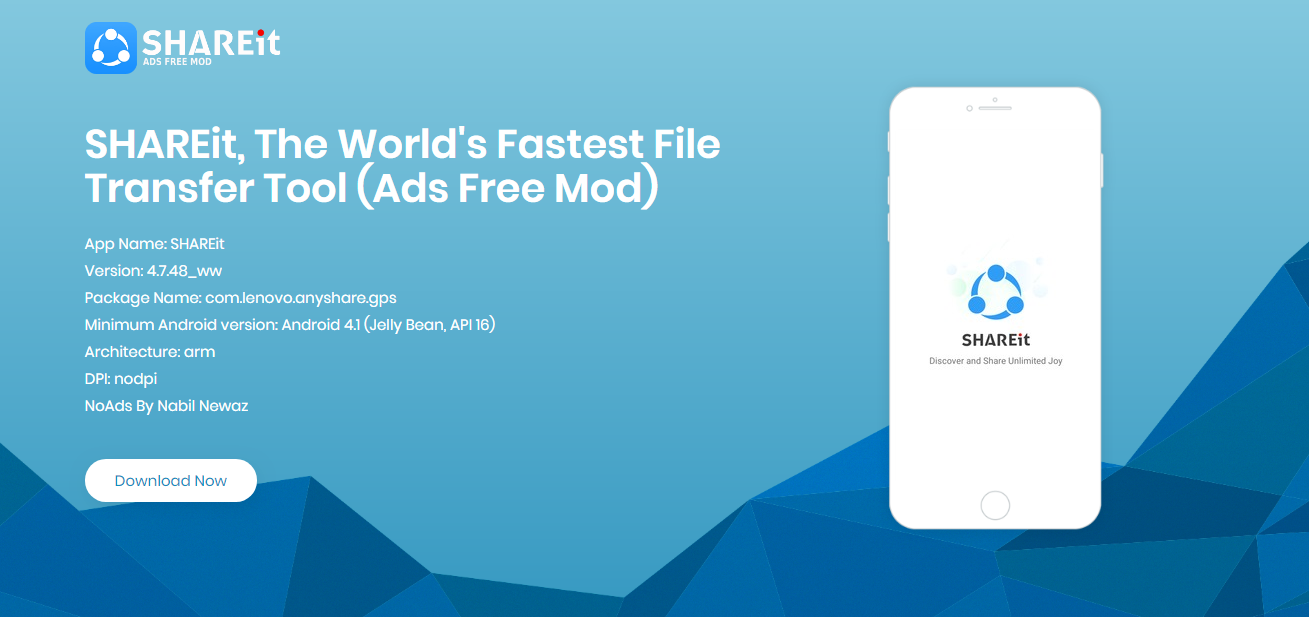 SHAREit
ADS FREE MOD
SHAREit, The World's Fastest File
Transfer Tool (Ads Free Mod)
App Name: SHAREit
Version: 4.7.48_ww
Package Name: com.lenovo.anyshare.gps
Minimum Android version: Android 4.1 (Jelly Bean, API 16)
Architecture: arm
DPI: nodpi
NoAds By Nabil Newaz
Download Now
SHAREit
Discover and Share Unlimited Joy